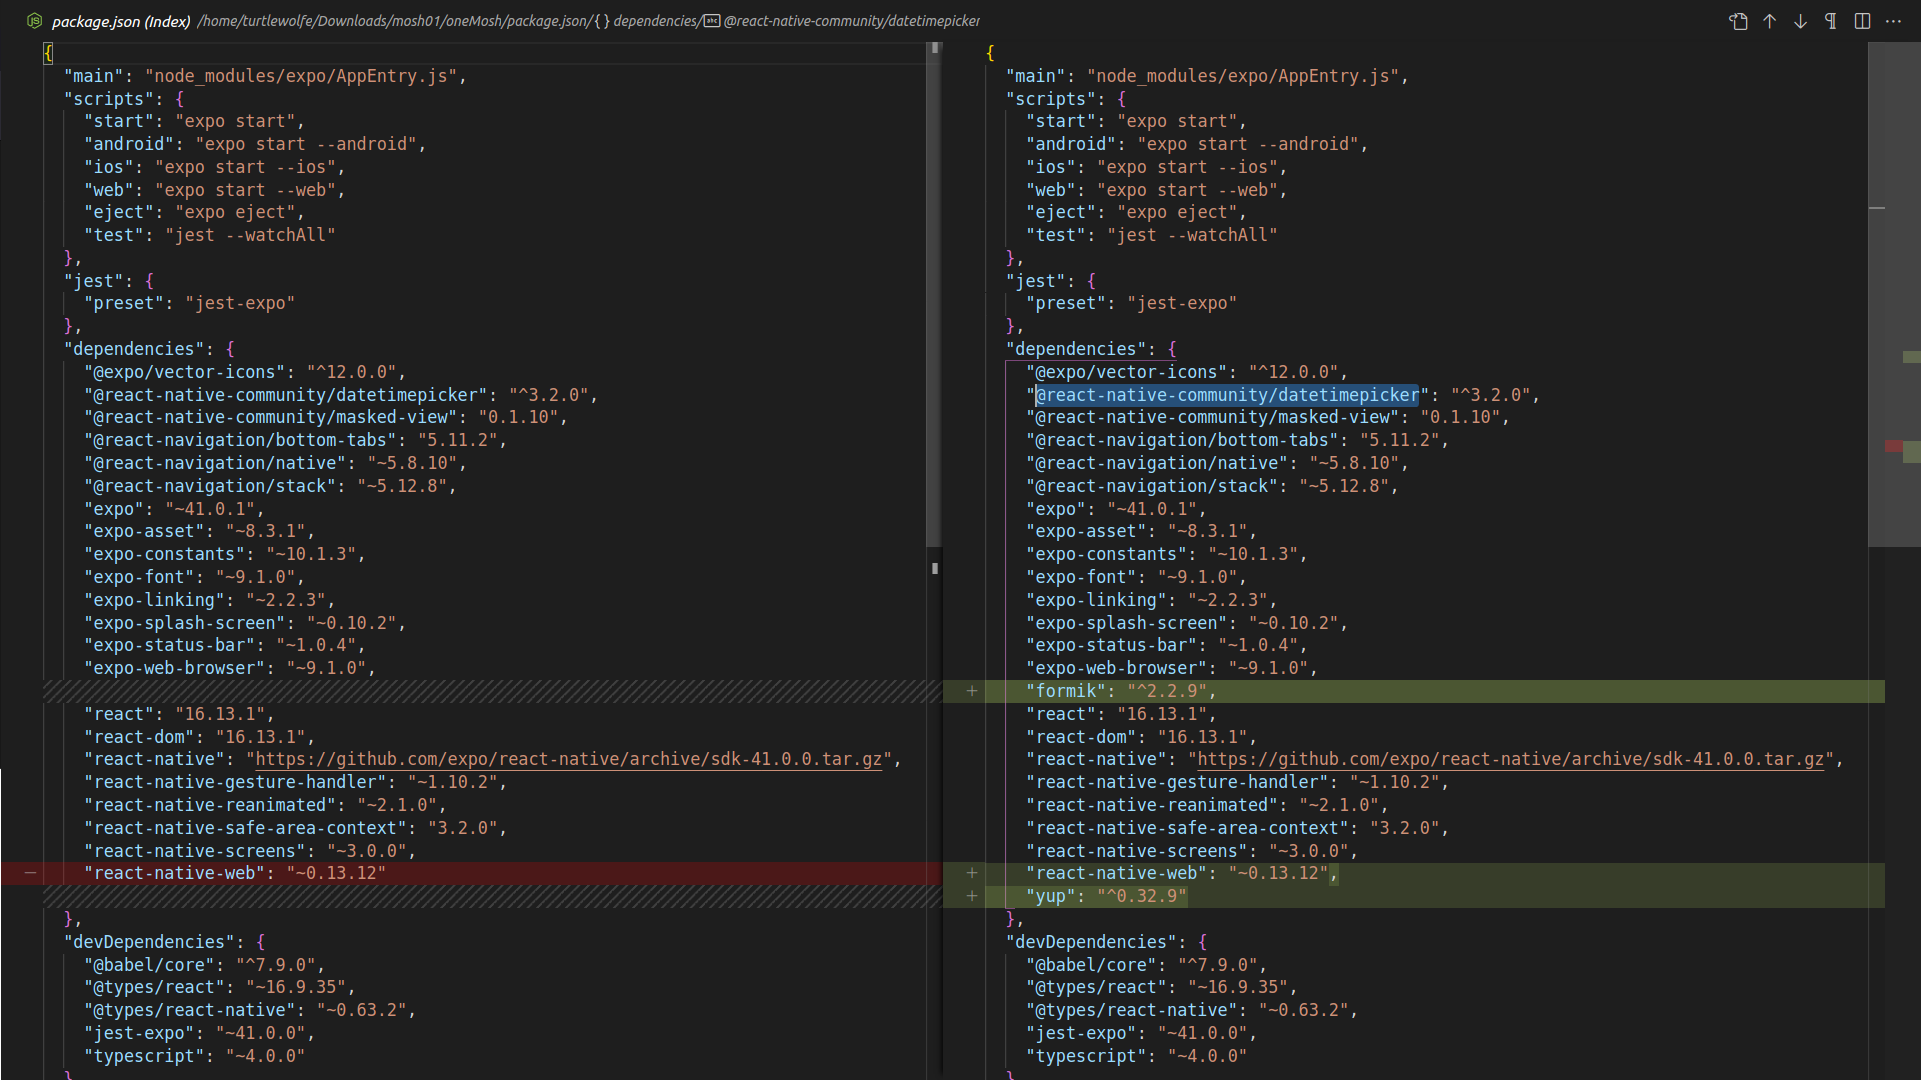 package.json (Index) /home/turtlewolfe/Downloads/mosh01/oneMosh/package.json/{ } dependencies/ abc @react-native-community/datetimepicker
{
"main": "node_modules/expo/AppEntry.js",
"scripts": {
"start": "expo start",
"android": "expo start --android",
"ios": "expo start --ios",
"web": "expo start --web",
"eject": "expo eject",
"test": "jest --watchAll"
},
"jest": {
"preset": "jest-expo"
},
"dependencies": {
"@expo/vector-icons": "^12.0.0",
"@react-native-community/datetimepicker": "^3.2.0",
"@react-native-community/masked-view": "0.1.10",
"@react-navigation/bottom-tabs": "5.11.2",
"@react-navigation/native": "~5.8.10",
"@react-navigation/stack": "~5.12.8",
"expo": "~41.0.1",
"expo-asset": "~8.3.1",
"expo-constants": "~10.1.3",
"expo-font": "~9.1.0",
"expo-linking": "~2.2.3",
"expo-splash-screen": "~0.10.2",
"expo-status-bar": "~1.0.4",
"expo-web-browser": "~9.1.0",
"react": "16.13.1",
"react-dom": "16.13.1",
"react-native": "https://github.com/expo/react-native/archive/sdk-41.0.0.tar.gz",
"react-native-gesture-handler": "~1.10.2",
"react-native-reanimated": "~2.1.0",
"react-native-safe-area-context": "3.2.0",
"react-native-screens": "~3.0.0",
− "react-native-web": "~0.13.12"
},
"devDependencies": {
"@babel/core": "^7.9.0",
"@types/react": "~16.9.35",
"@types/react-native": "~0.63.2",
"jest-expo": "~41.0.0",
"typescript": "~4.0.0"
}
{
"main": "node_modules/expo/AppEntry.js",
"scripts": {
"start": "expo start",
"android": "expo start --android",
"ios": "expo start --ios",
"web": "expo start --web",
"eject": "expo eject",
"test": "jest --watchAll"
},
"jest": {
"preset": "jest-expo"
},
"dependencies": {
"@expo/vector-icons": "^12.0.0",
"@react-native-community/datetimepicker": "^3.2.0",
"@react-native-community/masked-view": "0.1.10",
"@react-navigation/bottom-tabs": "5.11.2",
"@react-navigation/native": "~5.8.10",
"@react-navigation/stack": "~5.12.8",
"expo": "~41.0.1",
"expo-asset": "~8.3.1",
"expo-constants": "~10.1.3",
"expo-font": "~9.1.0",
"expo-linking": "~2.2.3",
"expo-splash-screen": "~0.10.2",
"expo-status-bar": "~1.0.4",
"expo-web-browser": "~9.1.0",
+ "formik": "^2.2.9",
"react": "16.13.1",
"react-dom": "16.13.1",
"react-native": "https://github.com/expo/react-native/archive/sdk-41.0.0.tar.gz",
"react-native-gesture-handler": "~1.10.2",
"react-native-reanimated": "~2.1.0",
"react-native-safe-area-context": "3.2.0",
"react-native-screens": "~3.0.0",
+ "react-native-web": "~0.13.12",
+ "yup": "^0.32.9"
},
"devDependencies": {
"@babel/core": "^7.9.0",
"@types/react": "~16.9.35",
"@types/react-native": "~0.63.2",
"jest-expo": "~41.0.0",
"typescript": "~4.0.0"
}